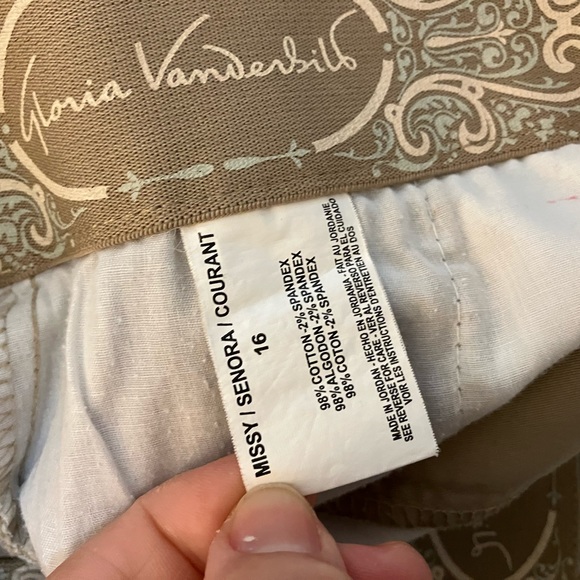 Gloria Vanderbilt
MISSY / SENORA / COURANT
16
98% COTTON-2% SPANDEX
98% ALGODON-2% SPANDEX
98% COTON-2% SPANDEX
MADE IN JORDAN - HECHO EN JORDANIA - FAIT AU JORDANIE
REVERSE FOR CARE - VER AL REVERSO PARA EL CUIDADO
SEE REVOIR LES INSTRUCTIONS D'ENTRETIEN AU DOS